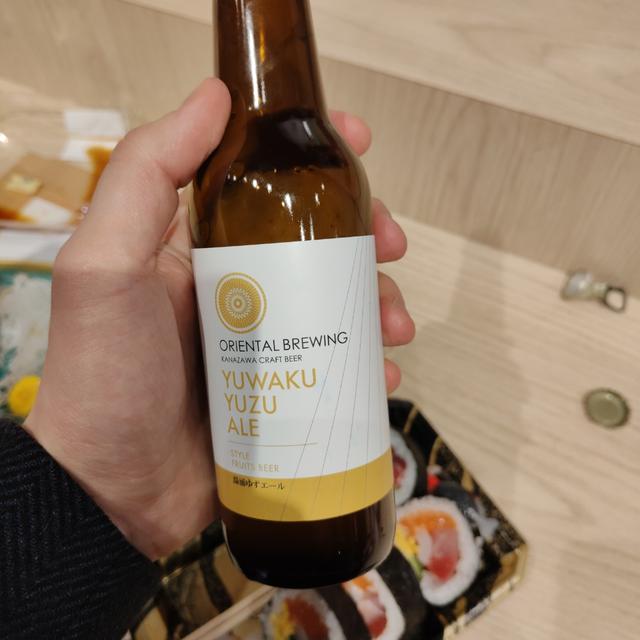 ORIENTAL BREWING
KANAZAWA CRAFT BEER
YUWAKU
YUZU
ALE
STYLE
FRUITS BEER
湯涌ゆずエール